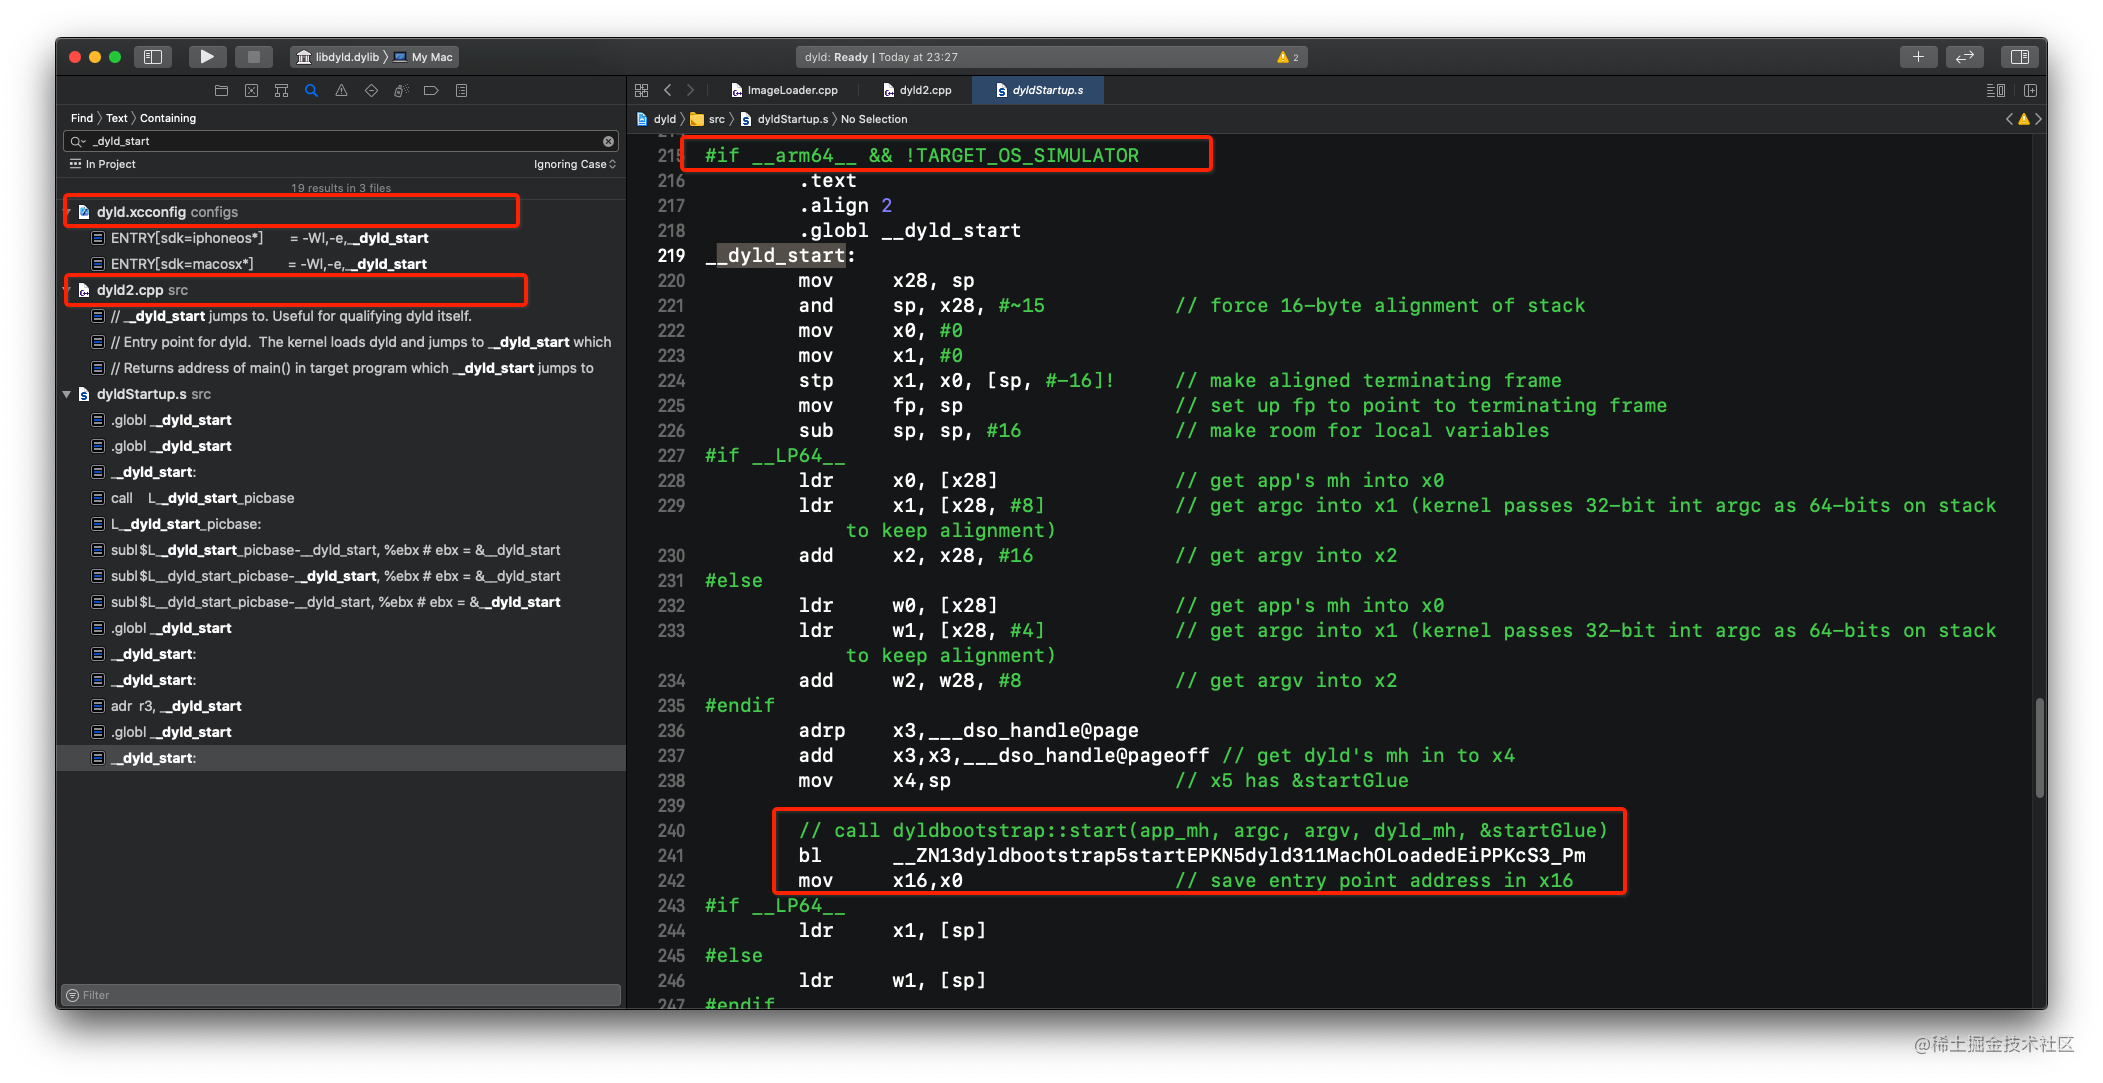 libdyld.dylib 〉 My Mac
dyld: Ready | Today at 23:27
2
Find 〉 Text 〉 Containing
_dyld_start
In Project
Ignoring Case
19 results in 3 files
dyld.xcconfig configs
ENTRY[sdk=iphoneos*] = -Wl,-e,__dyld_start
ENTRY[sdk=macosx*] = -Wl,-e,__dyld_start
dyld2.cpp src
// __dyld_start jumps to. Useful for qualifying dyld itself.
// Entry point for dyld. The kernel loads dyld and jumps to __dyld_start which
// Returns address of main() in target program which __dyld_start jumps to
dyldStartup.s src
.globl __dyld_start
.globl __dyld_start
__dyld_start:
call L__dyld_start_picbase
L__dyld_start_picbase:
subl $L__dyld_start_picbase-__dyld_start, %ebx # ebx = &__dyld_start
subl $L__dyld_start_picbase-__dyld_start, %ebx # ebx = &__dyld_start
subl $L__dyld_start_picbase-__dyld_start, %ebx # ebx = &__dyld_start
.globl __dyld_start
__dyld_start:
__dyld_start:
adr r3, __dyld_start
.globl __dyld_start
__dyld_start:
Filter
ImageLoader.cpp
dyld2.cpp
dyldStartup.s
dyld 〉 src 〉 dyldStartup.s 〉 No Selection
215 #if __arm64__ && !TARGET_OS_SIMULATOR
216 .text
217 .align 2
218 .globl __dyld_start
219 __dyld_start:
220 mov x28, sp
221 and sp, x28, #~15 // force 16-byte alignment of stack
222 mov x0, #0
223 mov x1, #0
224 stp x1, x0, [sp, #-16]! // make aligned terminating frame
225 mov fp, sp // set up fp to point to terminating frame
226 sub sp, sp, #16 // make room for local variables
227 #if __LP64__
228 ldr x0, [x28] // get app's mh into x0
229 ldr x1, [x28, #8] // get argc into x1 (kernel passes 32-bit int argc as 64-bits on stack
to keep alignment)
230 add x2, x28, #16 // get argv into x2
231 #else
232 ldr w0, [x28] // get app's mh into x0
233 ldr w1, [x28, #4] // get argc into x1 (kernel passes 32-bit int argc as 64-bits on stack
to keep alignment)
234 add w2, w28, #8 // get argv into x2
235 #endif
236 adrp x3,___dso_handle@page
237 add x3,x3,___dso_handle@pageoff // get dyld's mh in to x4
238 mov x4,sp // x5 has &startGlue
239
240 // call dyldbootstrap::start(app_mh, argc, argv, dyld_mh, &startGlue)
241 bl __ZN13dyldbootstrap5startEPKN5dyld311MachOLoadedEiPPKcS3_Pm
242 mov x16,x0 // save entry point address in x16
243 #if __LP64__
244 ldr x1, [sp]
245 #else
246 ldr w1, [sp]
247 #endif
@稀土掘金技术社区